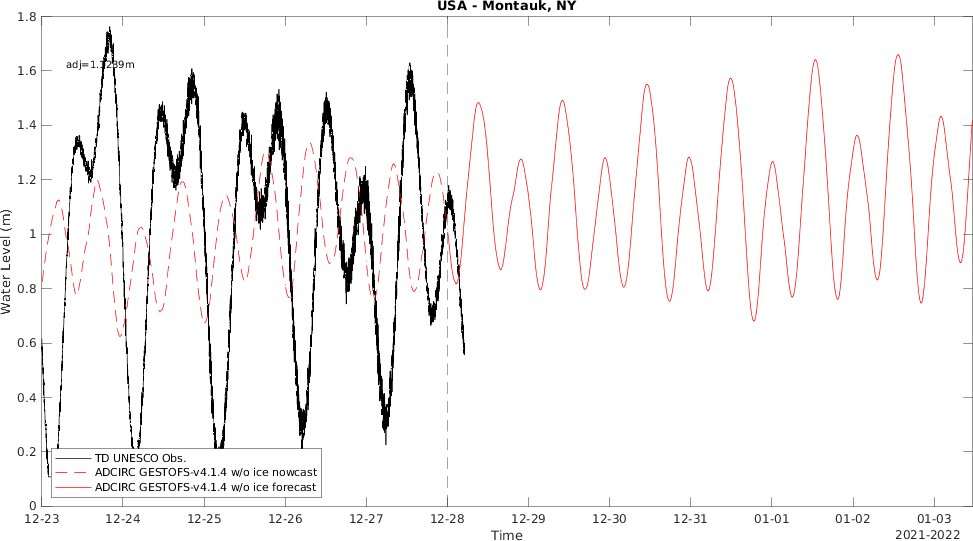 USA - Montauk, NY
1.8
1.6
1.4
1.2
1
0.8
0.6
0.4
0.2
0
Water Level (m)
adj=1.1239m
TD UNESCO Obs.
ADCIRC GESTOFS-v4.1.4 w/o ice nowcast
ADCIRC GESTOFS-v4.1.4 w/o ice forecast
12-23 12-24 12-25 12-26 12-27 12-28 12-29 12-30 12-31 01-01 01-02 01-03
Time
2021-2022